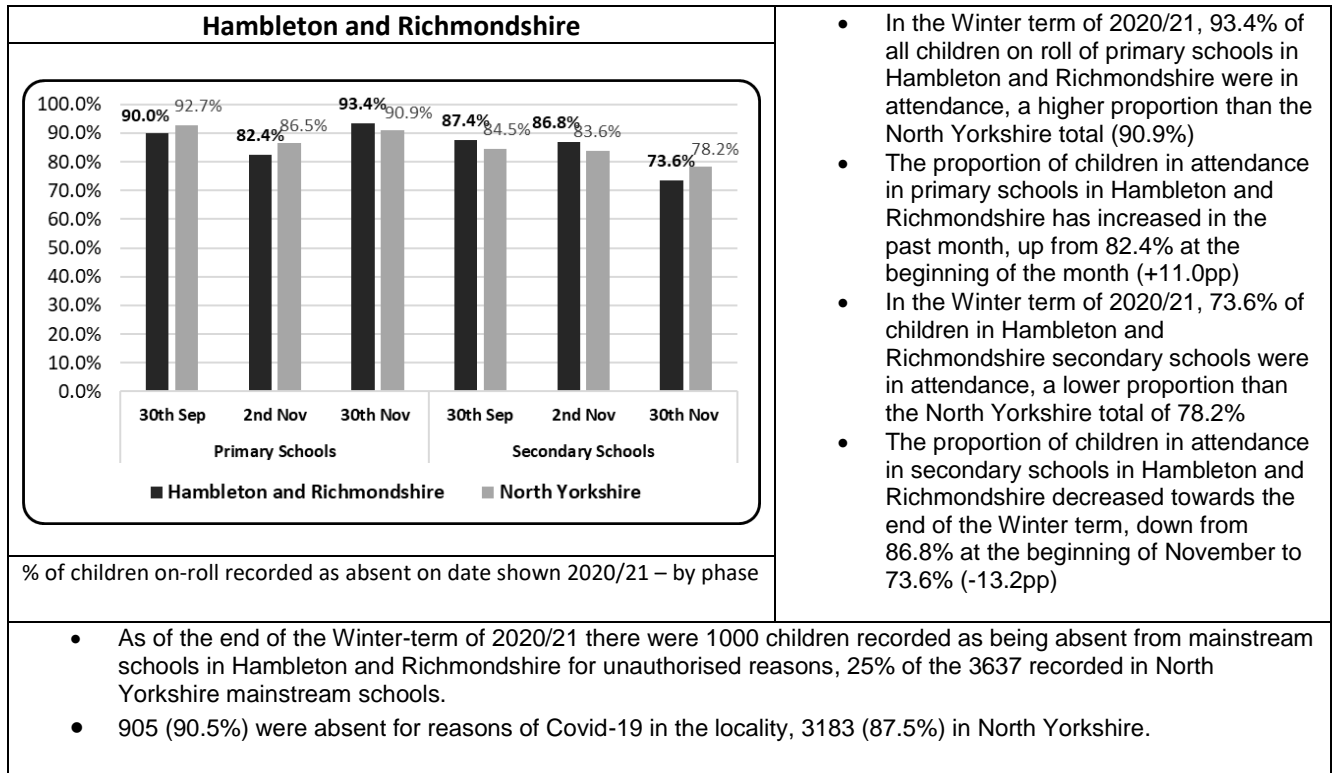 Hambleton and Richmondshire
100.0%
90.0%
80.0%
70.0%
60.0%
50.0%
40.0%
30.0%
20.0%
10.0%
0.0%
90.0% 92.7%
82.4% 86.5%
93.4% 90.9%
87.4% 84.5%
86.8% 83.6%
73.6% 78.2%
30th Sep 2nd Nov 30th Nov 30th Sep 2nd Nov 30th Nov
Primary Schools Secondary Schools
Hambleton and Richmondshire North Yorkshire
% of children on-roll recorded as absent on date shown 2020/21 – by phase
• In the Winter term of 2020/21, 93.4% of
all children on roll of primary schools in
Hambleton and Richmondshire were in
attendance, a higher proportion than the
North Yorkshire total (90.9%)
• The proportion of children in attendance
in primary schools in Hambleton and
Richmondshire has increased in the
past month, up from 82.4% at the
beginning of the month (+11.0pp)
• In the Winter term of 2020/21, 73.6% of
children in Hambleton and
Richmondshire secondary schools were
in attendance, a lower proportion than
the North Yorkshire total of 78.2%
• The proportion of children in attendance
in secondary schools in Hambleton and
Richmondshire decreased towards the
end of the Winter term, down from
86.8% at the beginning of November to
73.6% (-13.2pp)
• As of the end of the Winter-term of 2020/21 there were 1000 children recorded as being absent from mainstream
schools in Hambleton and Richmondshire for unauthorised reasons, 25% of the 3637 recorded in North
Yorkshire mainstream schools.
• 905 (90.5%) were absent for reasons of Covid-19 in the locality, 3183 (87.5%) in North Yorkshire.